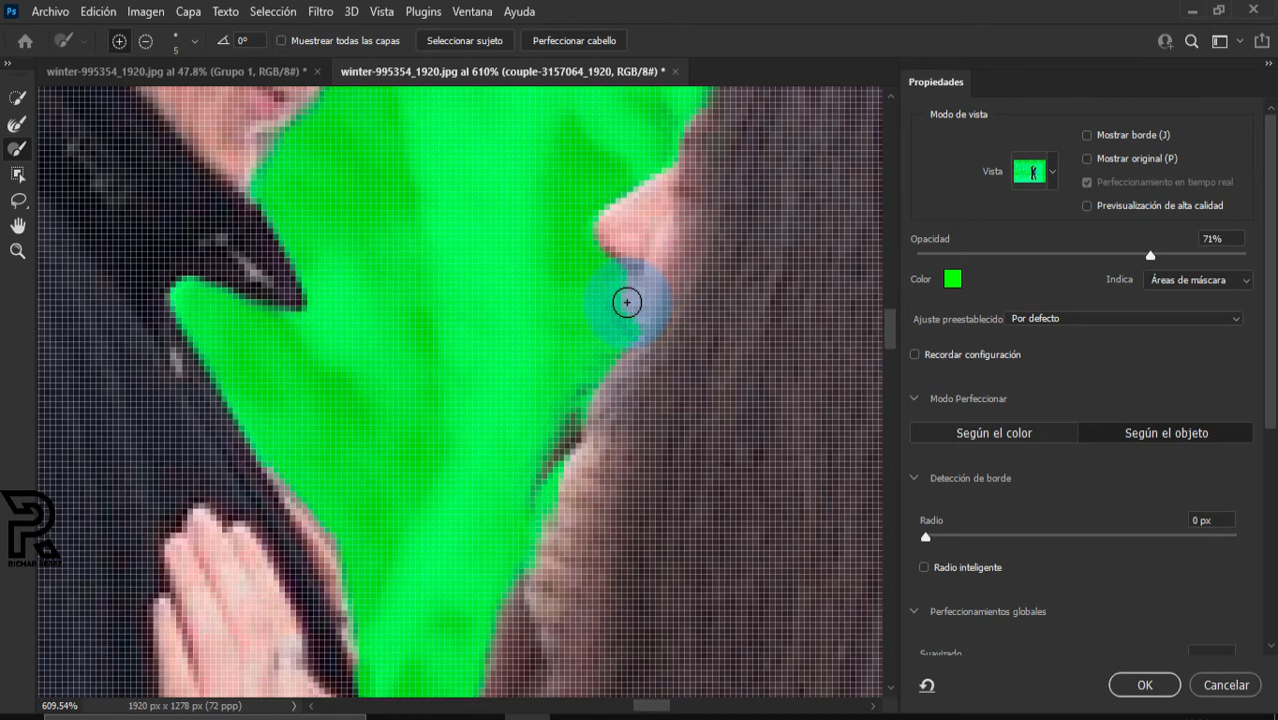 Ps Archivo Edición Imagen Capa Texto Selección Filtro 3D Vista Plugins Ventana Ayuda
5 0° Muestrear todas las capas Seleccionar sujeto Perfeccionar cabello
winter-995354_1920.jpg al 47.8% (Grupo 1, RGB/8#) * × winter-995354_1920.jpg al 610% (couple-3157064_1920, RGB/8#) * ×
Propiedades
Modo de vista
Mostrar borde (J)
Mostrar original (P)
Vista
Perfeccionamiento en tiempo real
Previsualización de alta calidad
Opacidad 71%
Color Indica Áreas de máscara
Ajuste preestablecido Por defecto
Recordar configuración
Modo Perfeccionar
Según el color Según el objeto
Detección de borde
Radio 0 px
Radio inteligente
Perfeccionamientos globales
Suavizado
RICHAR PEREZ
OK Cancelar
609.54% 1920 px x 1278 px (72 ppp)